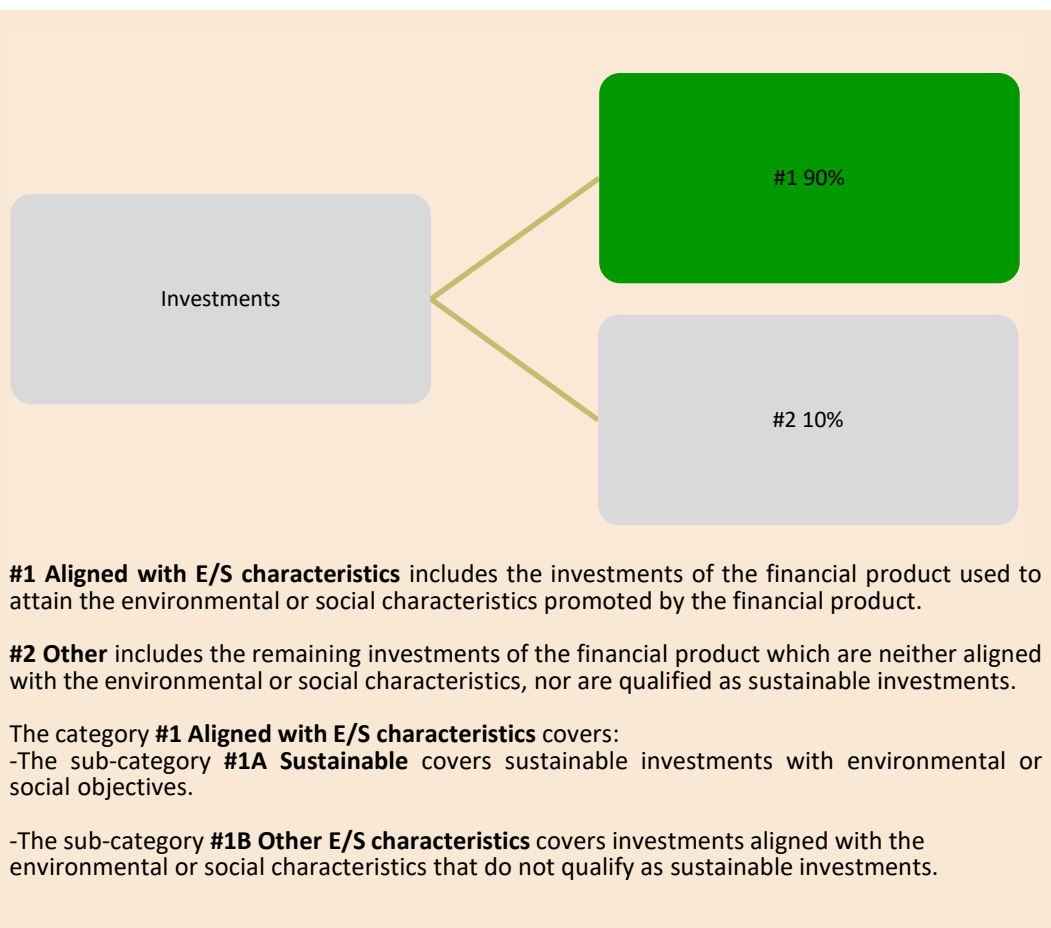 #1 90%
Investments
#2 10%
#1 Aligned with E/S characteristics includes the investments of the financial product used to
attain the environmental or social characteristics promoted by the financial product.
#2 Other includes the remaining investments of the financial product which are neither aligned
with the environmental or social characteristics, nor are qualified as sustainable investments.
The category #1 Aligned with E/S characteristics covers:
-The sub-category #1A Sustainable covers sustainable investments with environmental or
social objectives.
-The sub-category #1B Other E/S characteristics covers investments aligned with the
environmental or social characteristics that do not qualify as sustainable investments.